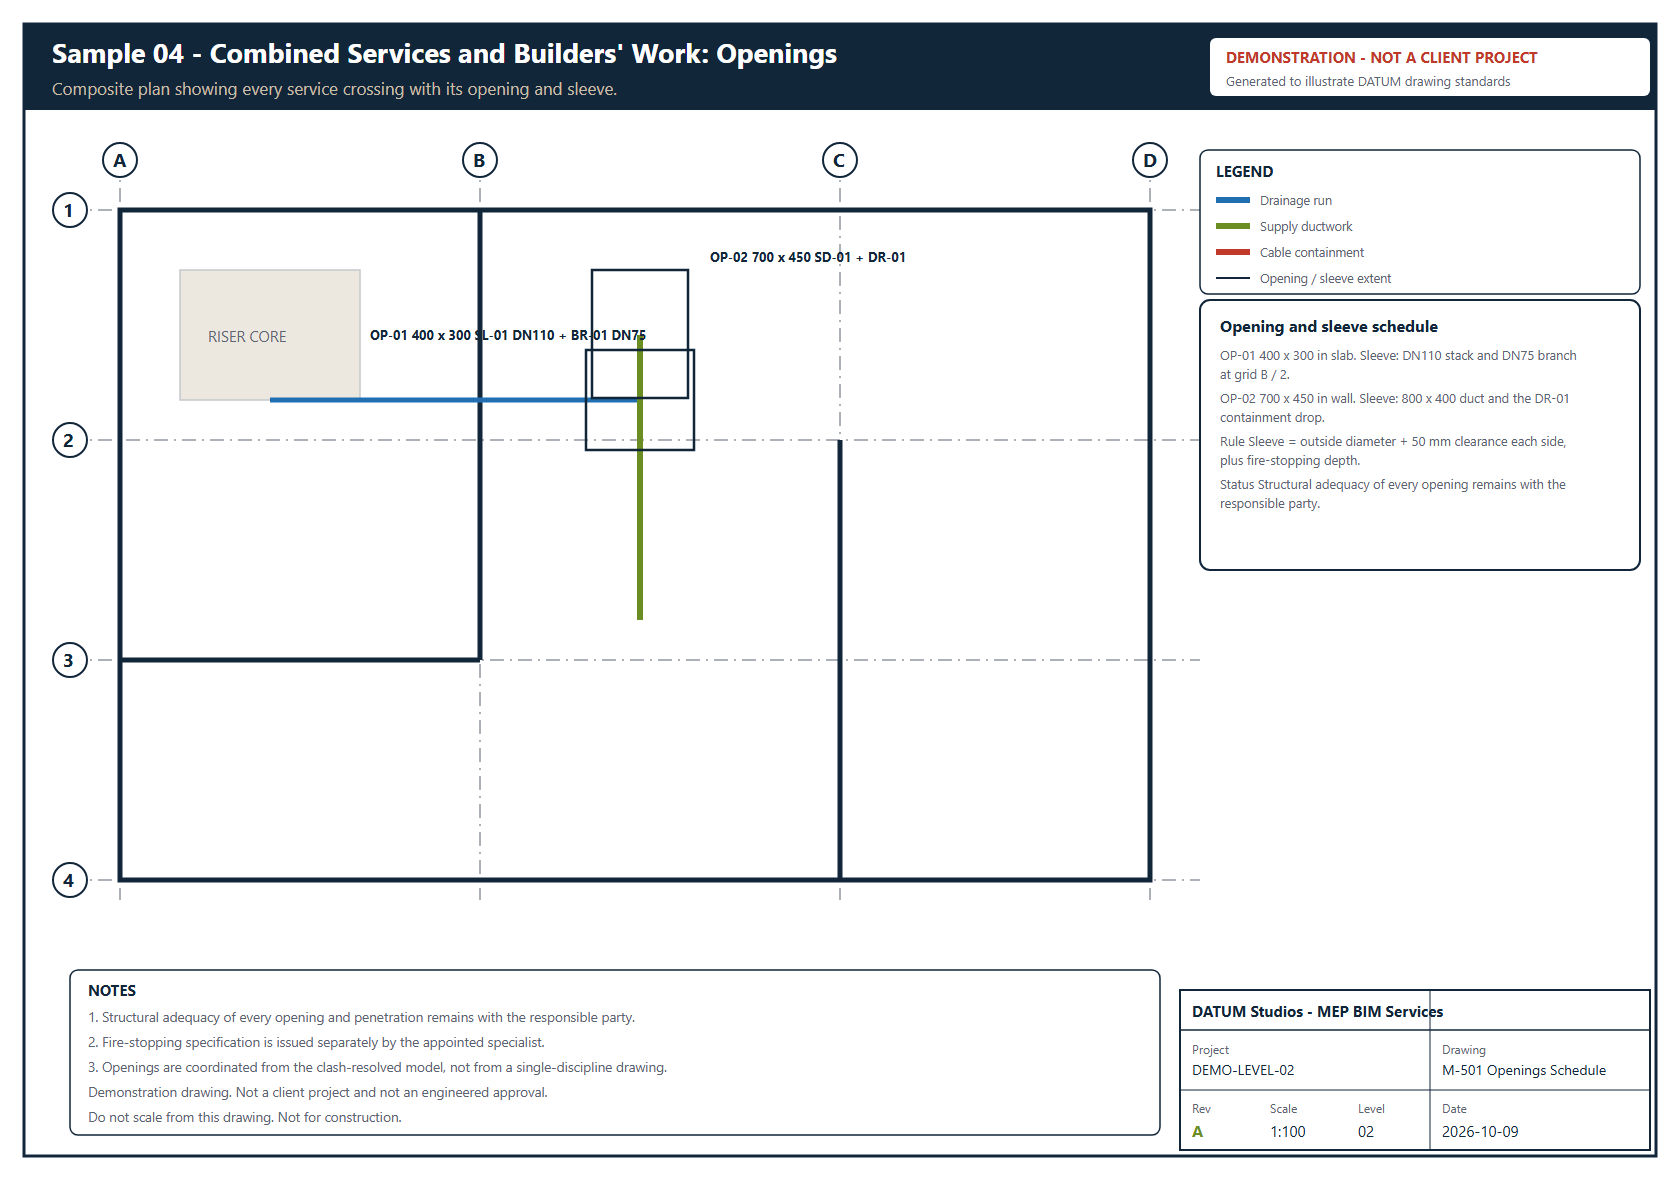 Sample 04 - Combined Services and Builders' Work: Openings
Composite plan showing every service crossing with its opening and sleeve.
DEMONSTRATION - NOT A CLIENT PROJECT
Generated to illustrate DATUM drawing standards
A
B
C
D
1
2
3
4
RISER CORE
OP-01 400 x 300 SL-01 DN110 + BR-01 DN75
OP-02 700 x 450 SD-01 + DR-01
LEGEND
Drainage run
Supply ductwork
Cable containment
Opening / sleeve extent
Opening and sleeve schedule
OP-01 400 x 300 in slab. Sleeve: DN110 stack and DN75 branch
at grid B / 2.
OP-02 700 x 450 in wall. Sleeve: 800 x 400 duct and the DR-01
containment drop.
Rule Sleeve = outside diameter + 50 mm clearance each side,
plus fire-stopping depth.
Status Structural adequacy of every opening remains with the
responsible party.
NOTES
1. Structural adequacy of every opening and penetration remains with the responsible party.
2. Fire-stopping specification is issued separately by the appointed specialist.
3. Openings are coordinated from the clash-resolved model, not from a single-discipline drawing.
Demonstration drawing. Not a client project and not an engineered approval.
Do not scale from this drawing. Not for construction.
DATUM Studios - MEP BIM Services
Project
DEMO-LEVEL-02
Drawing
M-501 Openings Schedule
Rev
A
Scale
1:100
Level
02
Date
2026-10-09